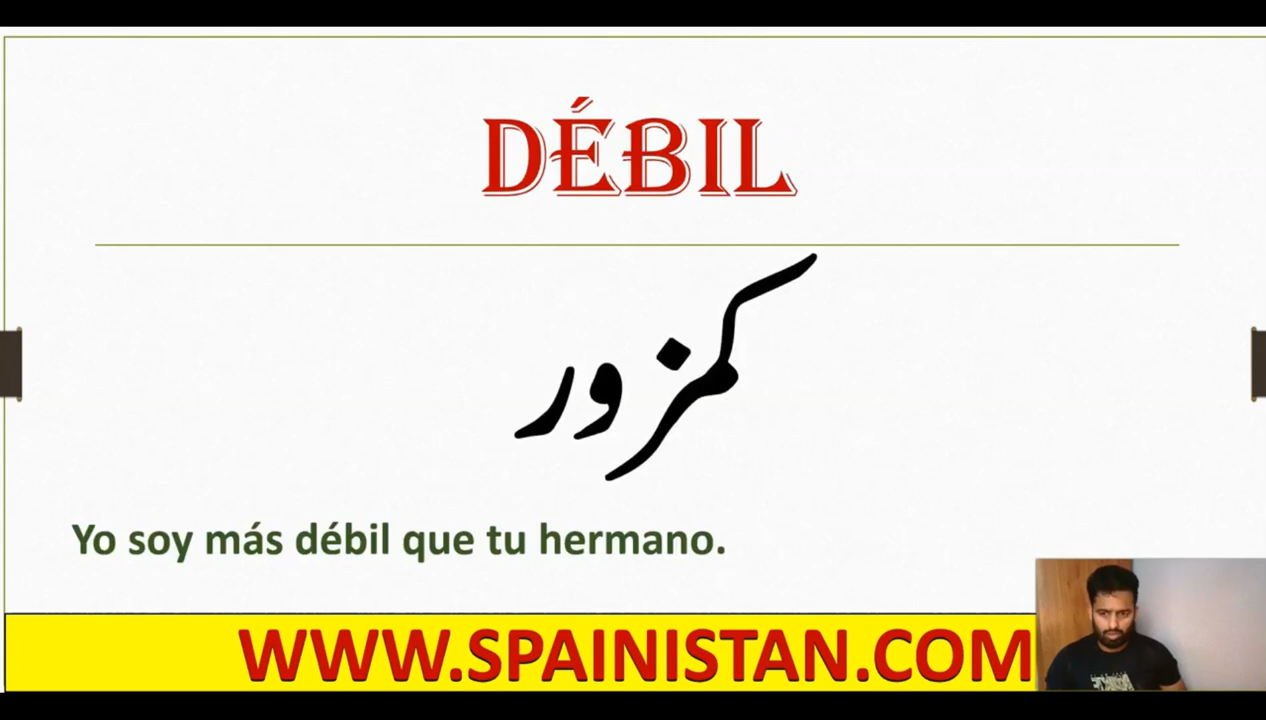 DÉBIL
کمزور
Yo soy más débil que tu hermano.
WWW.SPAINISTAN.COM